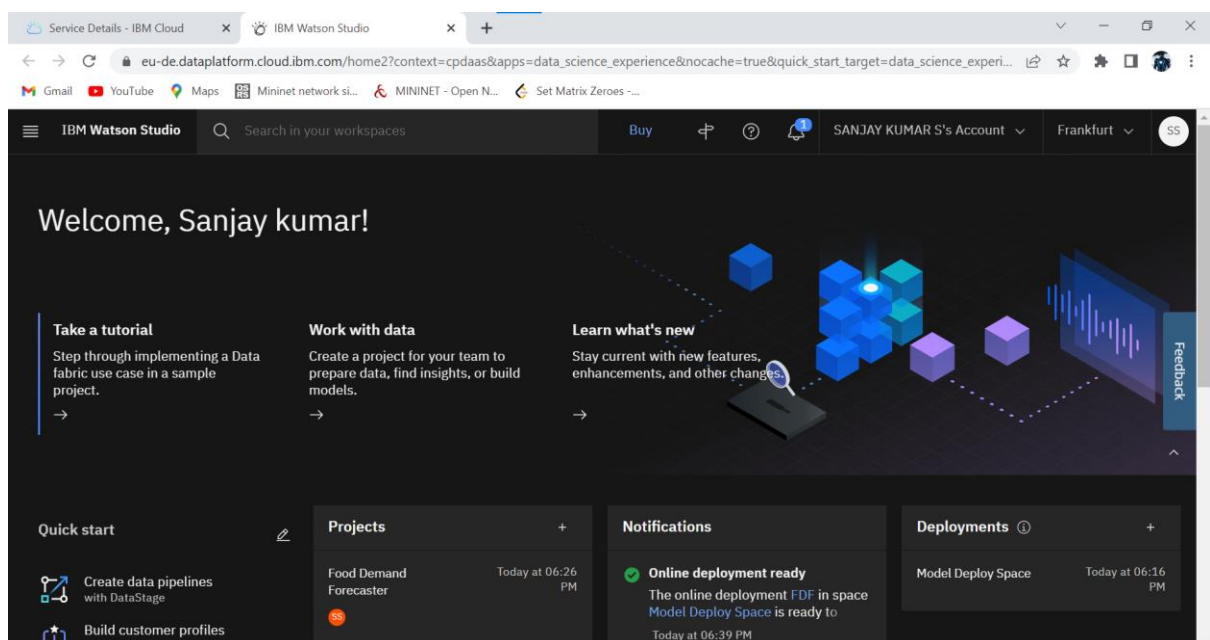 Service Details - IBM Cloud
IBM Watson Studio
eu-de.dataplatform.cloud.ibm.com/home2?context=cpdaas&apps=data_science_experience&nocache=true&quick_start_target=data_science_experi...
Gmail YouTube Maps Mininet network si... MININET - Open N... Set Matrix Zeroes -...
IBM Watson Studio Search in your workspaces Buy 1 SANJAY KUMAR S's Account Frankfurt SS
Welcome, Sanjay kumar!
Take a tutorial
Step through implementing a Data
fabric use case in a sample
project.
Work with data
Create a project for your team to
prepare data, find insights, or build
models.
Learn what's new
Stay current with new features,
enhancements, and other changes.
Feedback
Quick start
Create data pipelines
with DataStage
Build customer profiles
Projects
Food Demand
Forecaster
Today at 06:26
PM
SS
Notifications
Online deployment ready
The online deployment FDF in space
Model Deploy Space is ready to
Today at 06:39 PM
Deployments
Model Deploy Space
Today at 06:16
PM